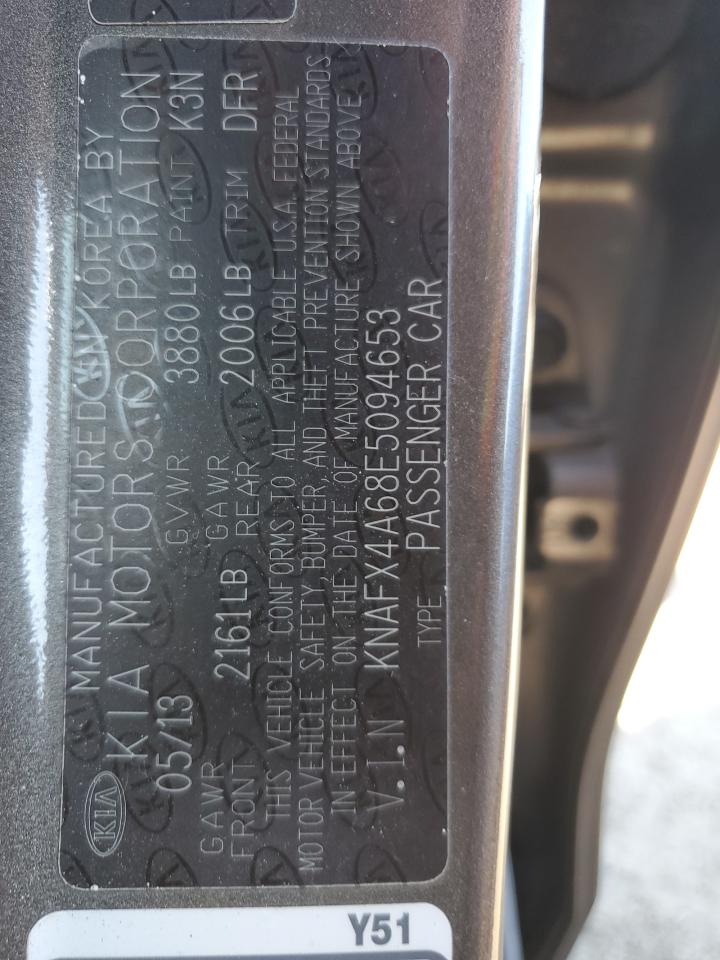 MANUFACTURED KOREA BY
KIA KIA MOTORS CORPORATION
05/13 GVWR 3880LB PAINT K3N
GAWR GAWR
FRONT 2161LB REAR 2006LB TRIM DFR
THIS VEHICLE CONFORMS TO ALL APPLICABLE U.S.A. FEDERAL
MOTOR VEHICLE SAFETY, BUMPER, AND THEFT PREVENTION STANDARDS
IN EFFECT ON THE DATE OF MANUFACTURE SHOWN ABOVE.
V.I.N KNAFX4A68E5094653
TYPE PASSENGER CAR
Y51